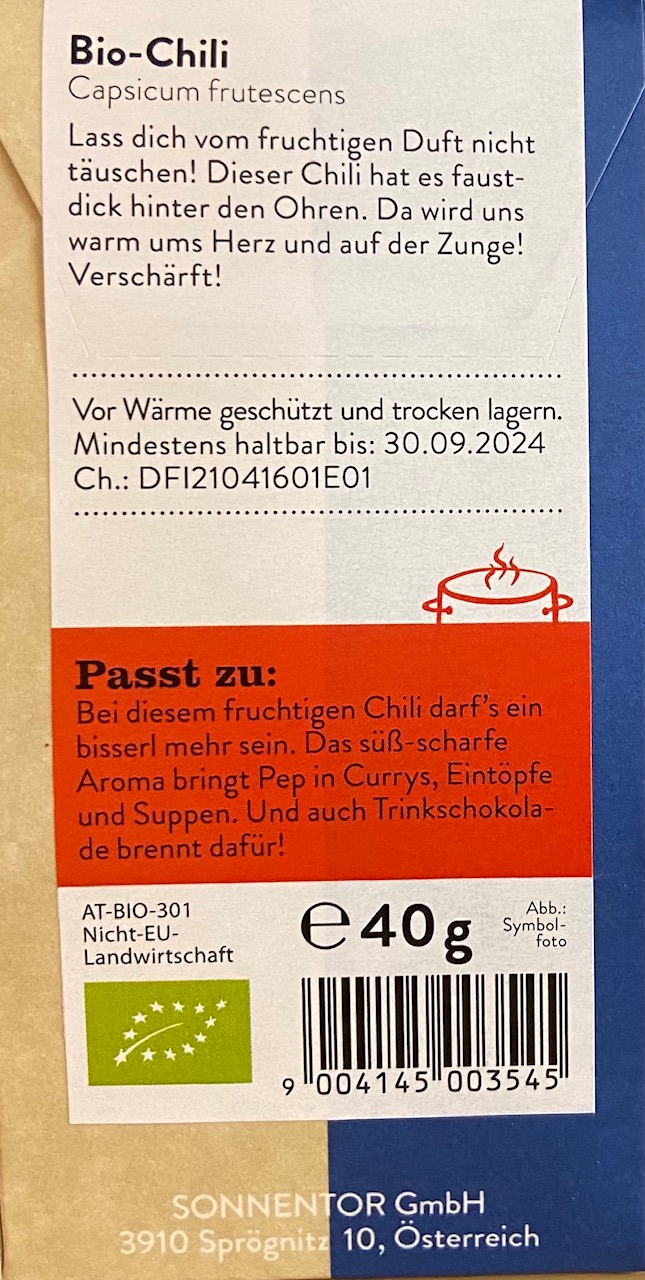 Bio-Chili
Capsicum frutescens
Lass dich vom fruchtigen Duft nicht
täuschen! Dieser Chili hat es faust-
dick hinter den Ohren. Da wird uns
warm ums Herz und auf der Zunge!
Verschärft!
Vor Wärme geschützt und trocken lagern.
Mindestens haltbar bis: 30.09.2024
Ch.: DFI21041601E01
Passt zu:
Bei diesem fruchtigen Chili darf's ein
bisserl mehr sein. Das süß-scharfe
Aroma bringt Pep in Currys, Eintöpfe
und Suppen. Und auch Trinkschokola-
de brennt dafür!
AT-BIO-301
Nicht-EU-
Landwirtschaft
℮40g
Abb.:
Symbol-
foto
9 004145 003545
SONNENTOR GmbH
3910 Sprögnitz 10, Österreich